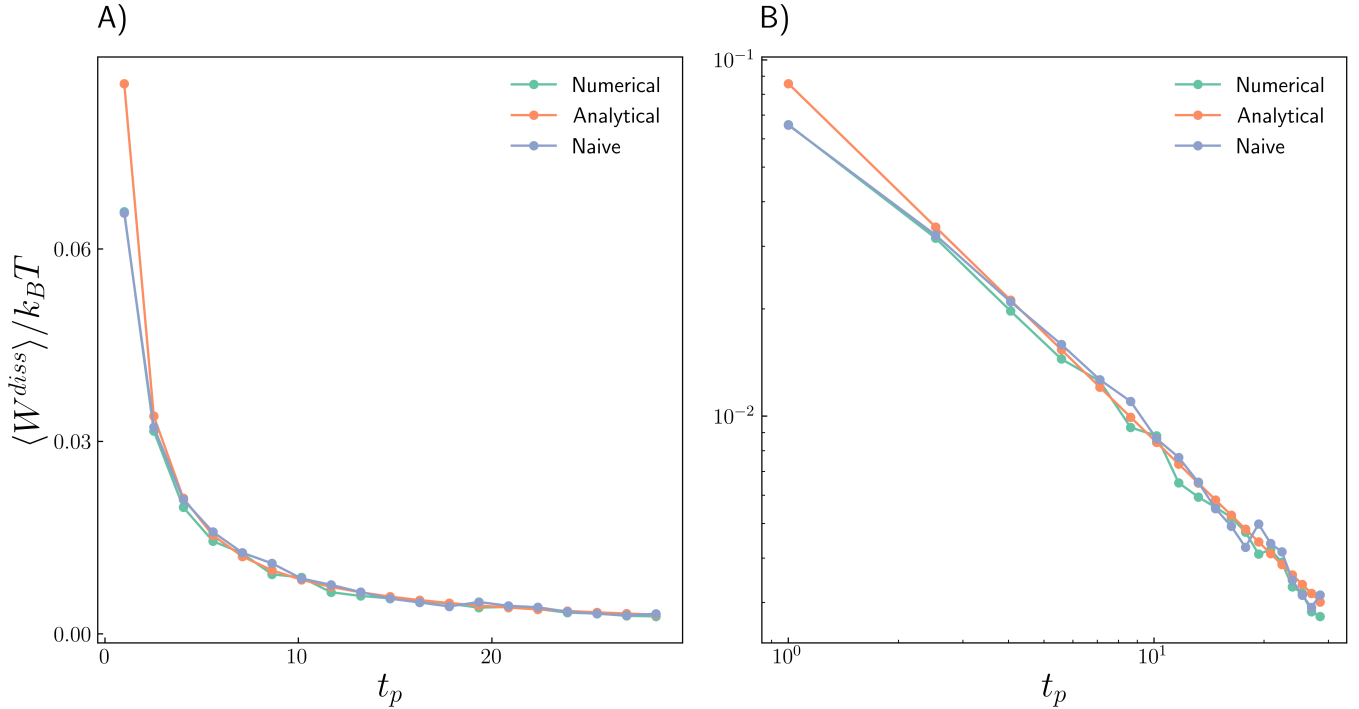 A)
Numerical
Analytical
Naive
⟨W^{diss}⟩/k_BT
0.06
0.03
0.00
0
10
20
t_p
B)
Numerical
Analytical
Naive
10^{-1}
10^{-2}
10^0
10^1
t_p